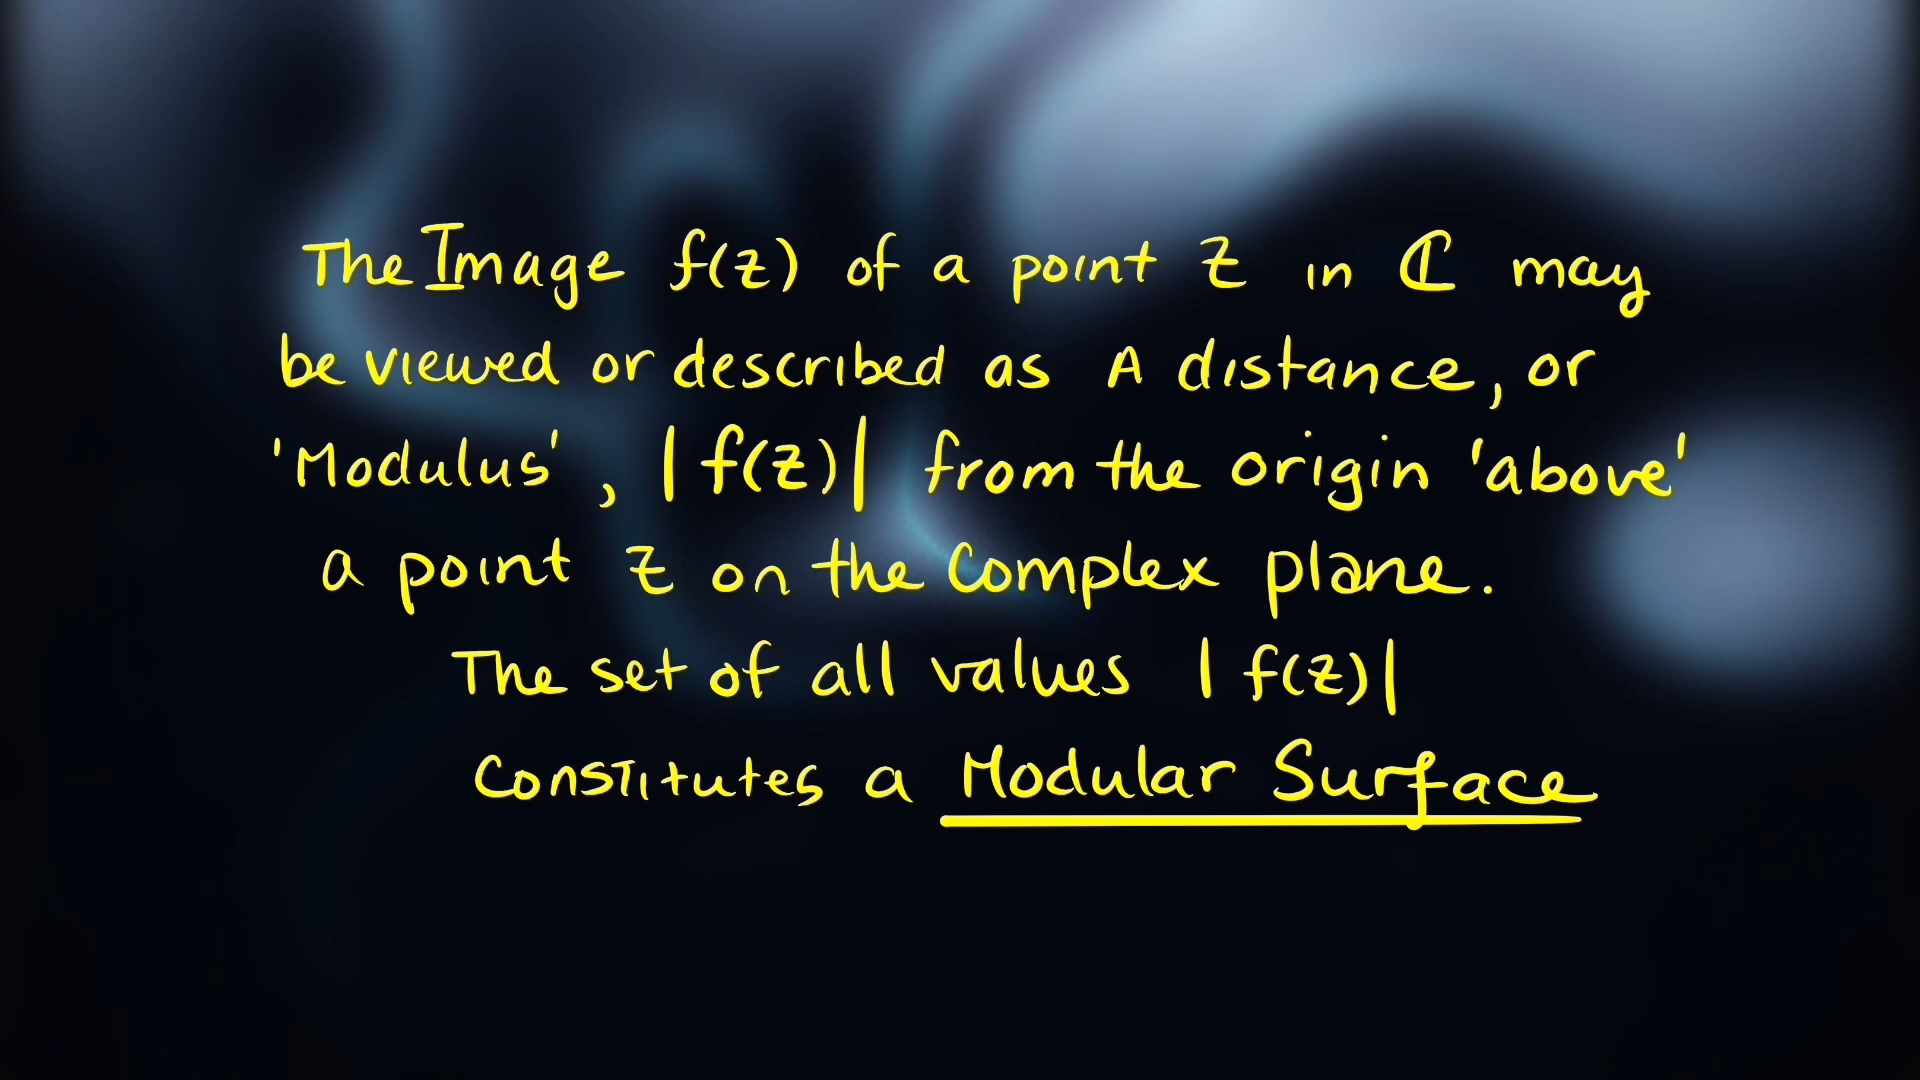 The Image f(z) of a point z in ℂ may
be viewed or described as A distance, or
'Modulus', |f(z)| from the origin 'above'
a point z on the Complex plane.
The set of all values |f(z)|
Constitutes a Modular Surface